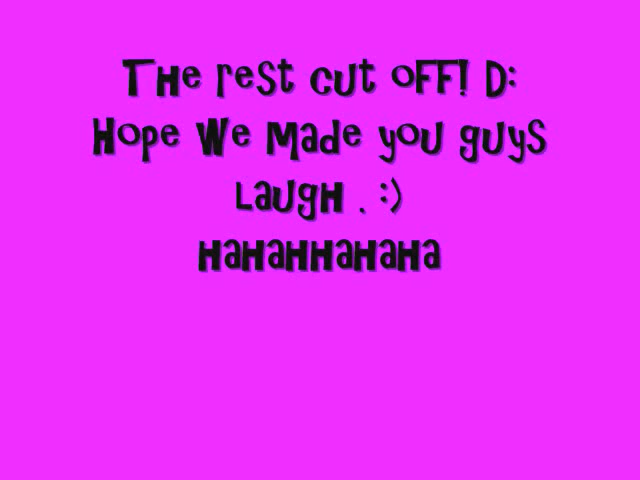 The rest cut off! D:
Hope We made you guys
laugh . :)
hahahhahaha